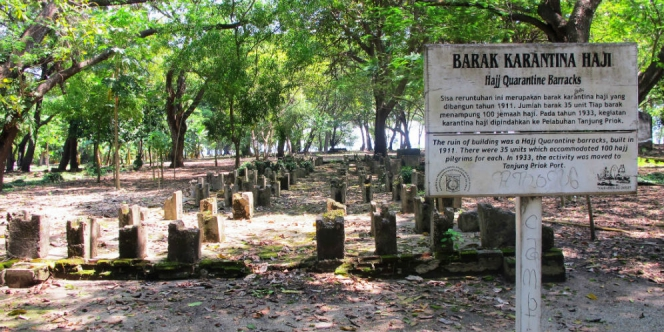 BARAK KARANTINA HAJI
Hajj Quarantine Barracks
Sisa reruntuhan ini merupakan barak karantina haji yang
dibangun tahun 1911. Jumlah barak 35 unit Tiap barak
menampung 100 jemaah haji. Pada tahun 1933, kegiatan
karantina haji dipindahkan ke Pelabuhan Tanjung Priok.
The ruin of building was a Hajj Quarantine Barracks, built in
1911. There were 35 units which accommodated 100 hajj
pilgrims for each. In 1933, the activity was moved to
Tanjung Priok Port.